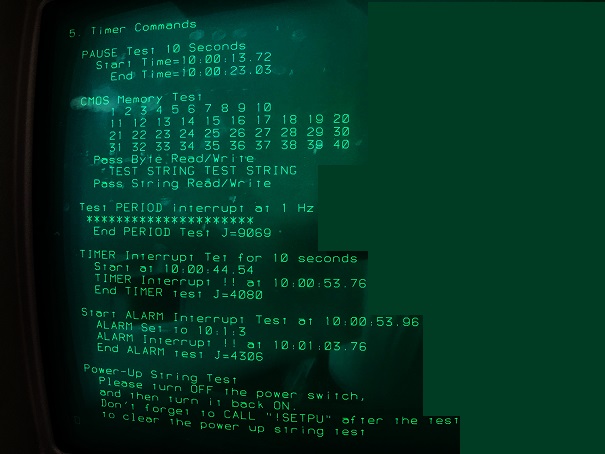 5. Timer Commands
PAUSE Test 10 Seconds
Start Time=10:00:13.72
End Time=10:00:23.03
CMOS Memory Test
1 2 3 4 5 6 7 8 9 10
11 12 13 14 15 16 17 18 19 20
21 22 23 24 25 26 27 28 29 30
31 32 33 34 35 36 37 38 39 40
Pass Byte Read/Write
TEST STRING TEST STRING
Pass String Read/Write
Test PERIOD interrupt at 1 Hz
*********************
End PERIOD Test J=9069
TIMER Interrupt Tet for 10 seconds
Start at 10:00:44.54
TIMER Interrupt !! at 10:00:53.76
End TIMER test J=4080
Start ALARM Interrupt Test at 10:00:53.96
ALARM Set to 10:1:3
ALARM Interrupt !! at 10:01:03.76
End ALARM test J=4306
Power-Up String Test
Please turn OFF the power switch,
and then turn it back ON.
Don't forget to CALL "!SETPU" after the test
to clear the power up string test